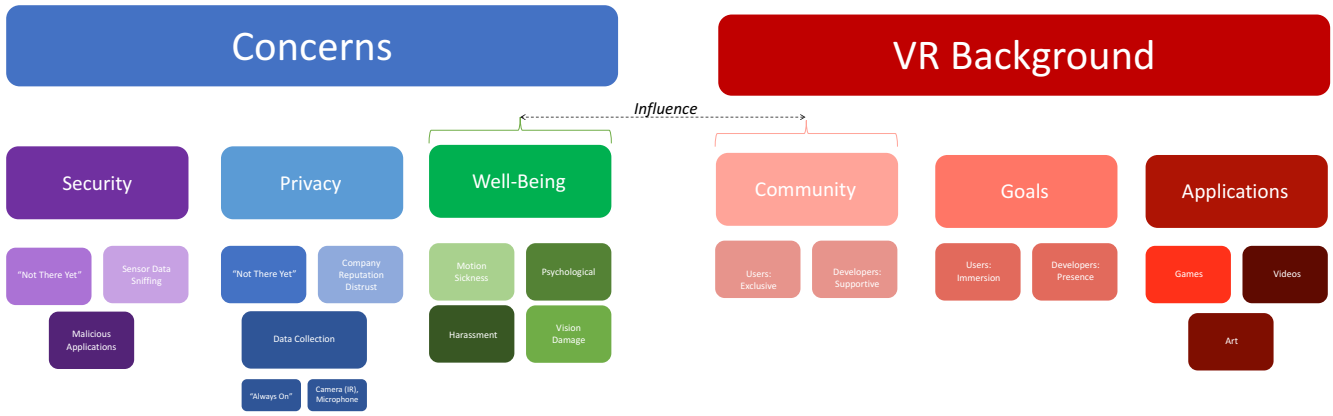 Concerns
VR Background
Influence
Security
Privacy
Well-Being
Community
Goals
Applications
"Not There Yet"
Sensor Data
Sniffing
Malicious
Applications
"Not There Yet"
Company
Reputation
Distrust
Data Collection
"Always On"
Camera (IR),
Microphone
Motion
Sickness
Psychological
Harassment
Vision
Damage
Users:
Exclusive
Developers:
Supportive
Users:
Immersion
Developers:
Presence
Games
Videos
Art